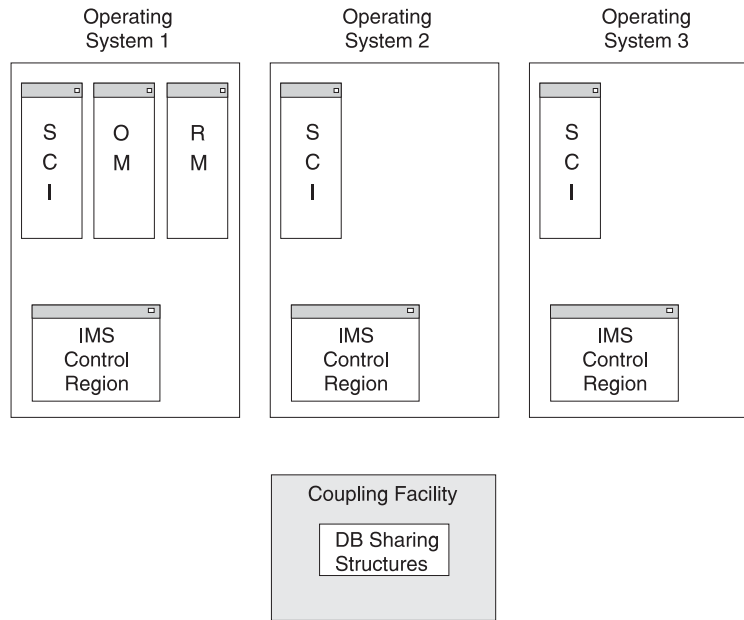 Operating
System 1
Operating
System 2
Operating
System 3
S
C
I
O
M
R
M
S
C
I
S
C
I
IMS
Control
Region
IMS
Control
Region
IMS
Control
Region
Coupling Facility
DB Sharing
Structures